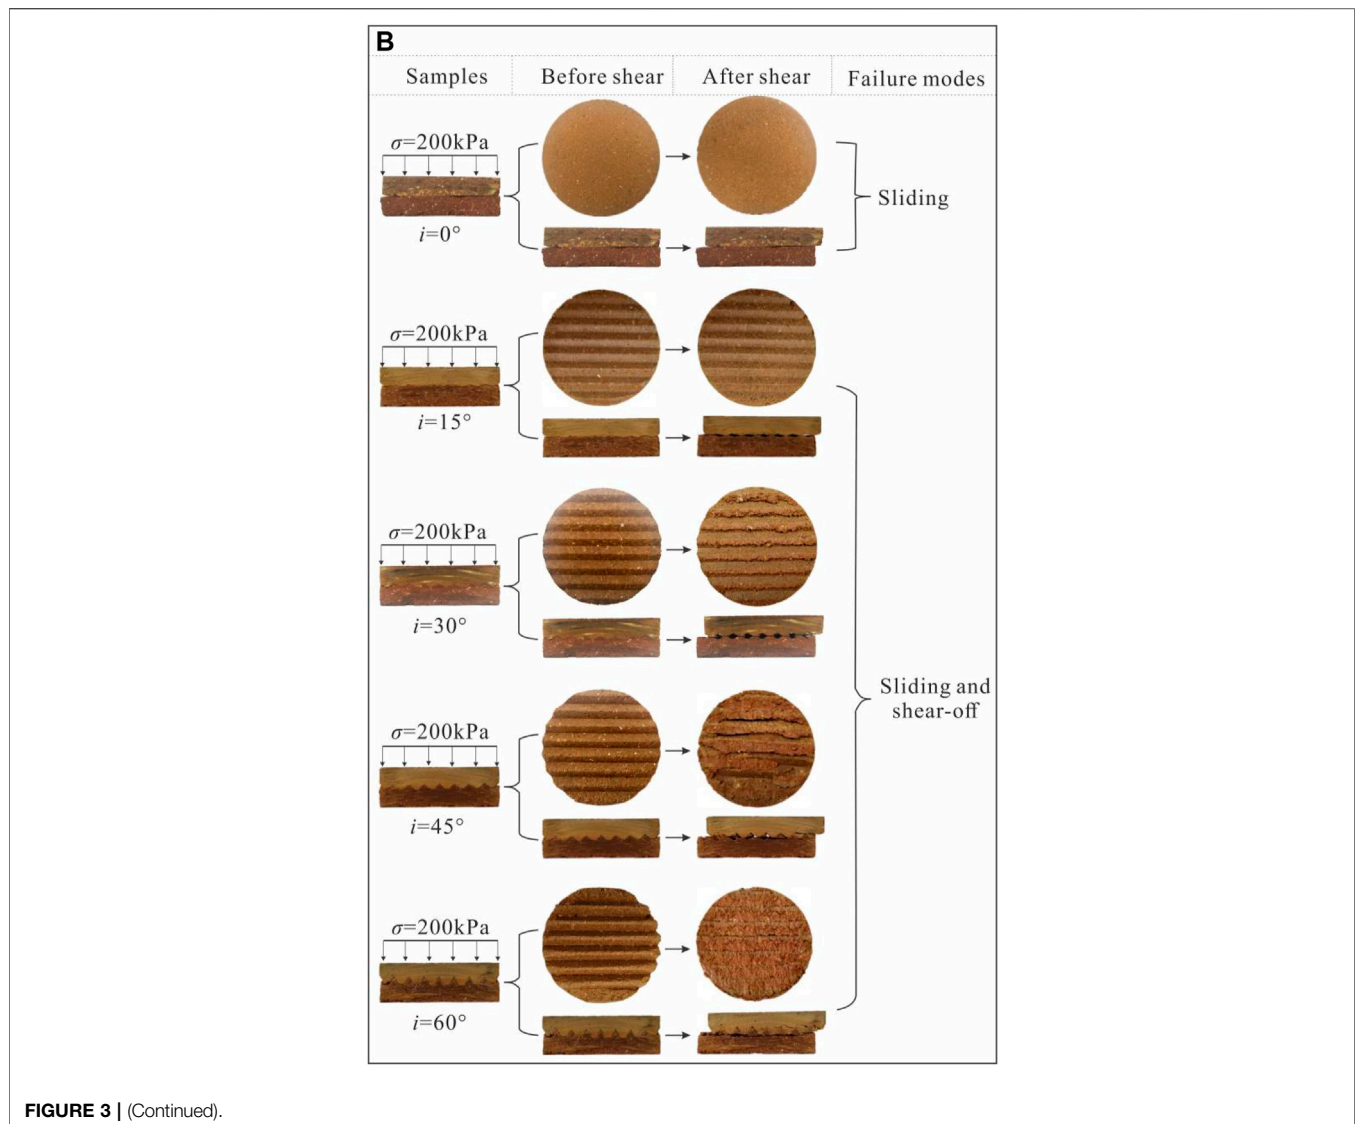 B
Samples
Before shear
After shear
Failure modes
σ=200kPa
i=0°
Sliding
σ=200kPa
i=15°
σ=200kPa
i=30°
Sliding and
shear-off
σ=200kPa
i=45°
σ=200kPa
i=60°
FIGURE 3 | (Continued).